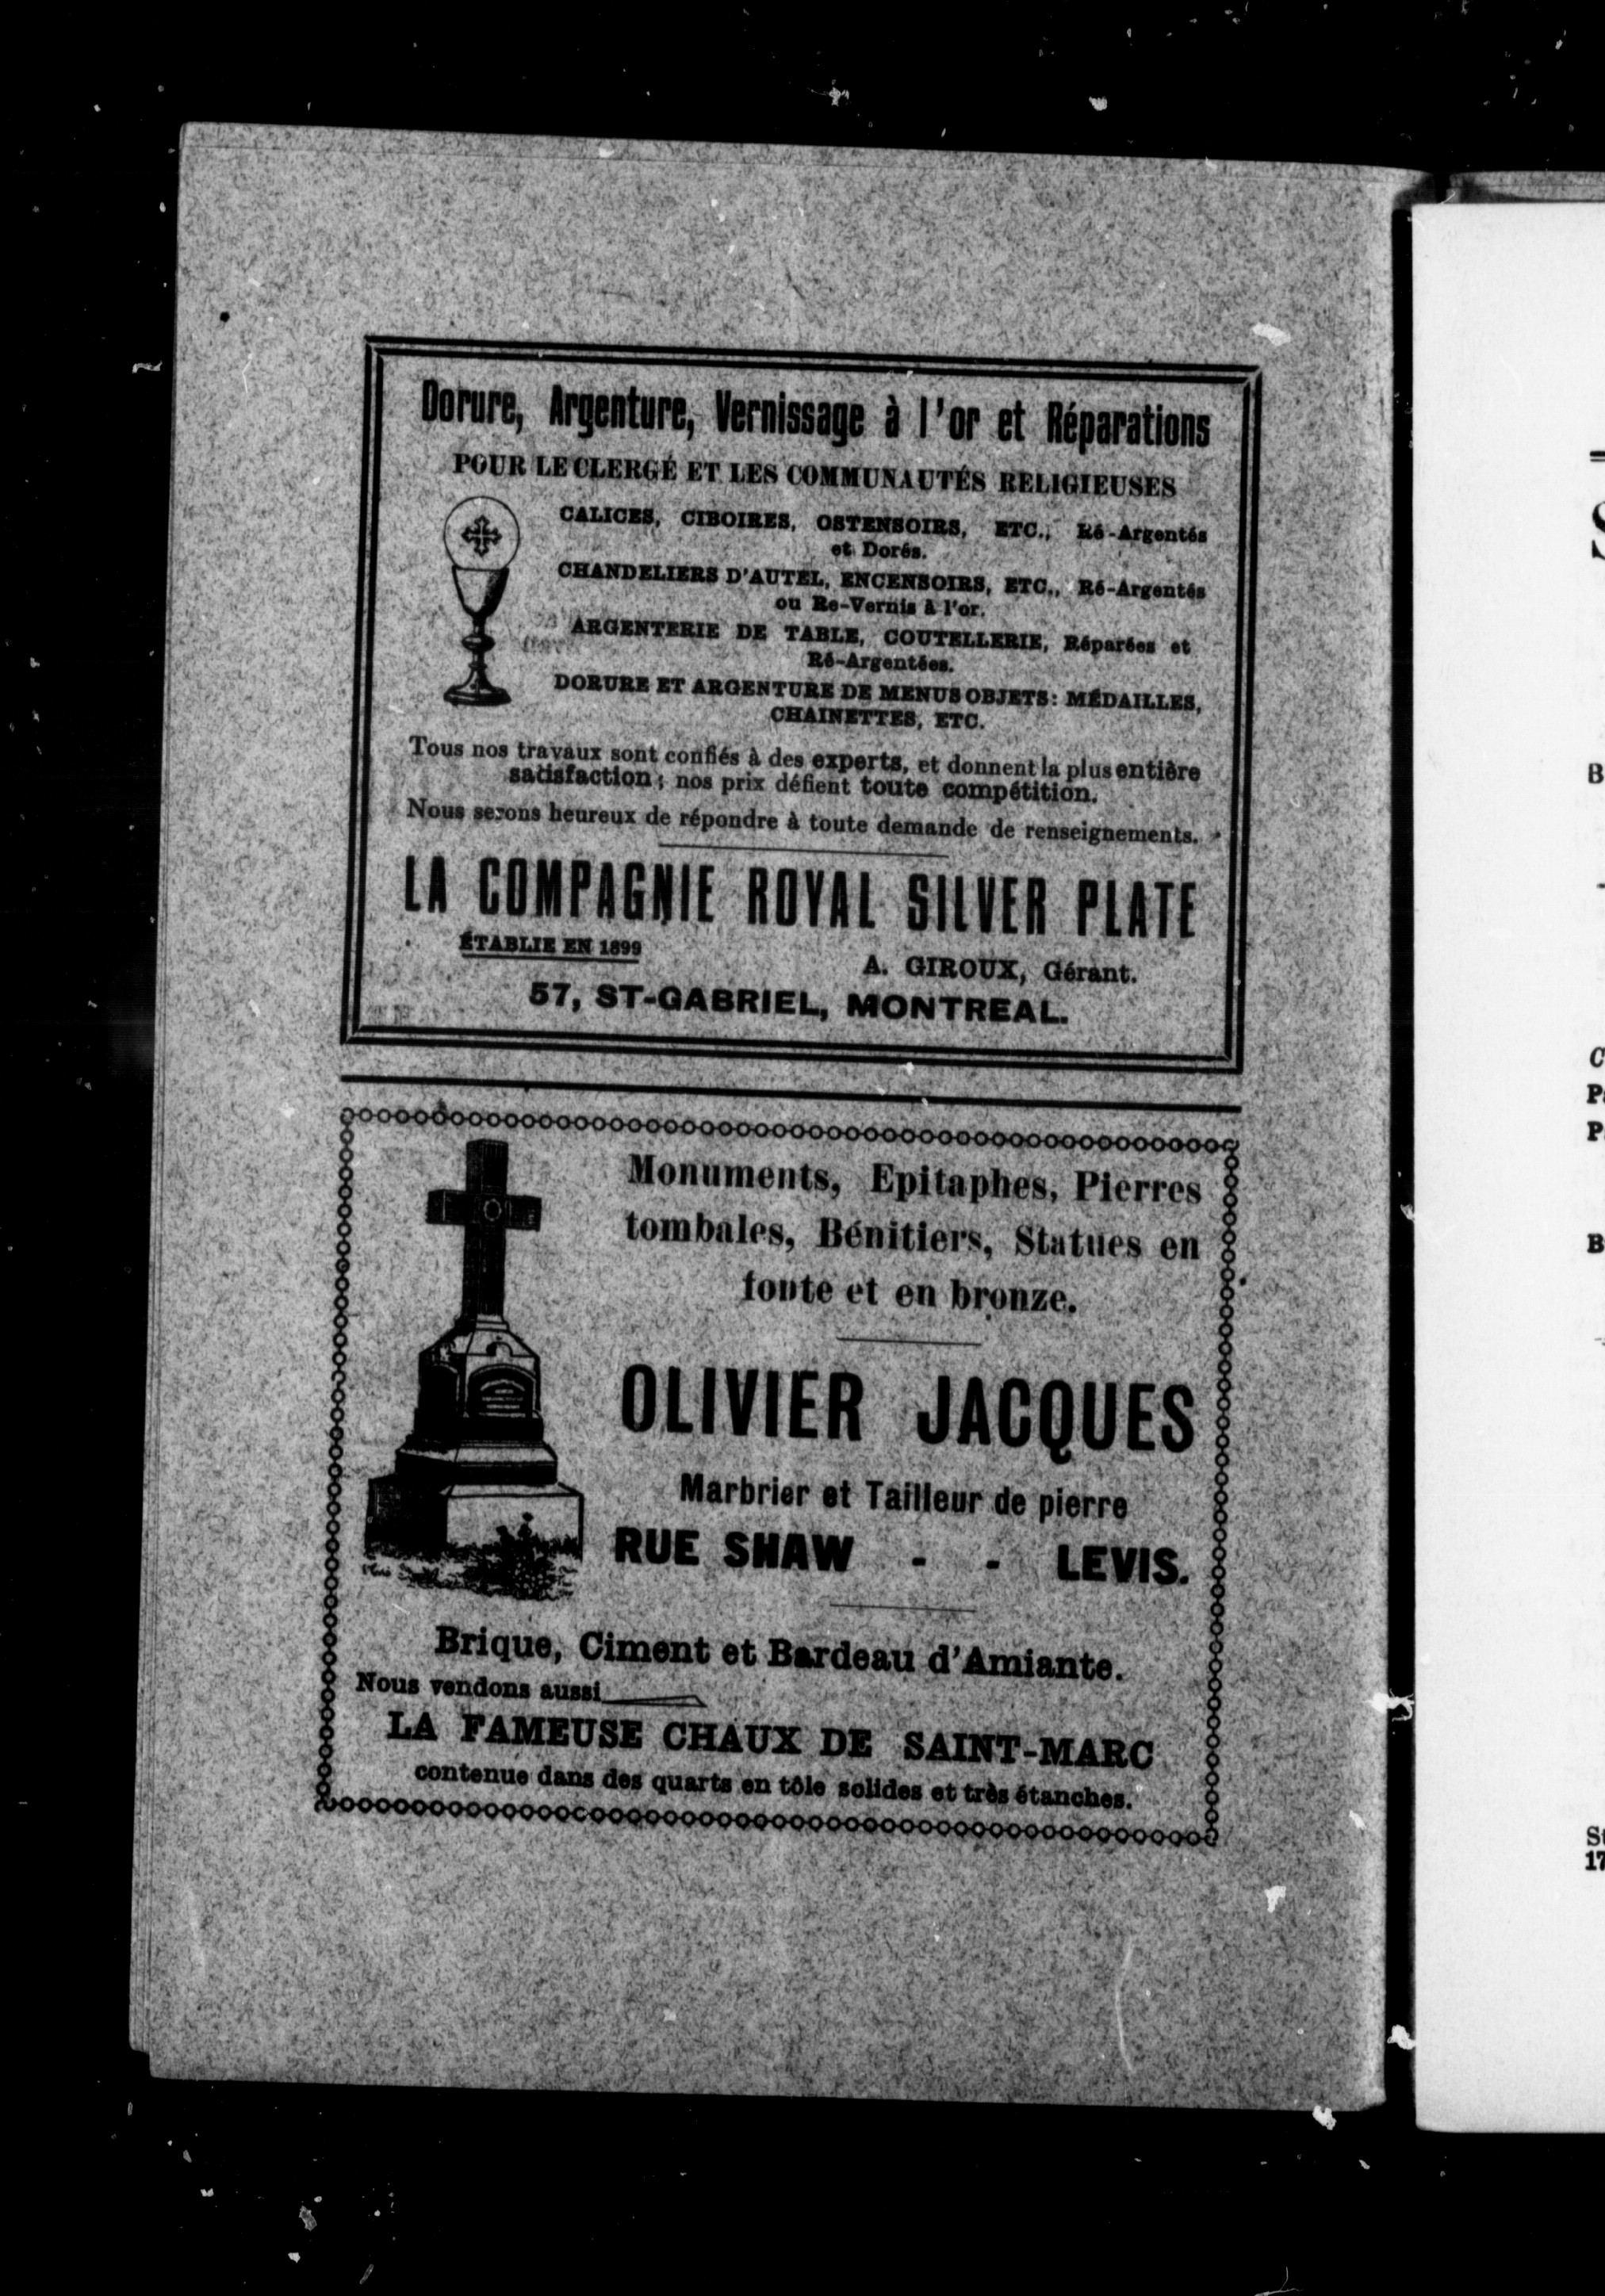 Dorure, Argenture, Vernissage à l'or et Réparations
POUR LE CLERGÉ ET LES COMMUNAUTÉS RELIGIEUSES
CALICES, CIBOIRES, OSTENSOIRS, ETC., Ré-Argentés
et Dorés.
CHANDELIERS D'AUTEL, ENCENSOIRS, ETC., Ré-Argentés
ou Re-Vernis à l'or.
ARGENTERIE DE TABLE, COUTELLERIE, Réparées et
Ré-Argentées.
DORURE ET ARGENTURE DE MENUS OBJETS: MÉDAILLES,
CHAINETTES, ETC.
Tous nos travaux sont confiés à des experts, et donnent la plus entière
satisfaction; nos prix défient toute compétition.
Nous serons heureux de répondre à toute demande de renseignements.
LA COMPAGNIE ROYAL SILVER PLATE
ÉTABLIE EN 1899
A. GIROUX, Gérant.
57, ST-GABRIEL, MONTREAL.
Monuments, Epitaphes, Pierres
tombales, Bénitiers, Statues en
fonte et en bronze.
OLIVIER JACQUES
Marbrier et Tailleur de pierre
RUE SHAW - - LEVIS.
Brique, Ciment et Bardeau d'Amiante.
Nous vendons aussi
LA FAMEUSE CHAUX DE SAINT-MARC
contenue dans des quarts en tôle solides et très étanches.